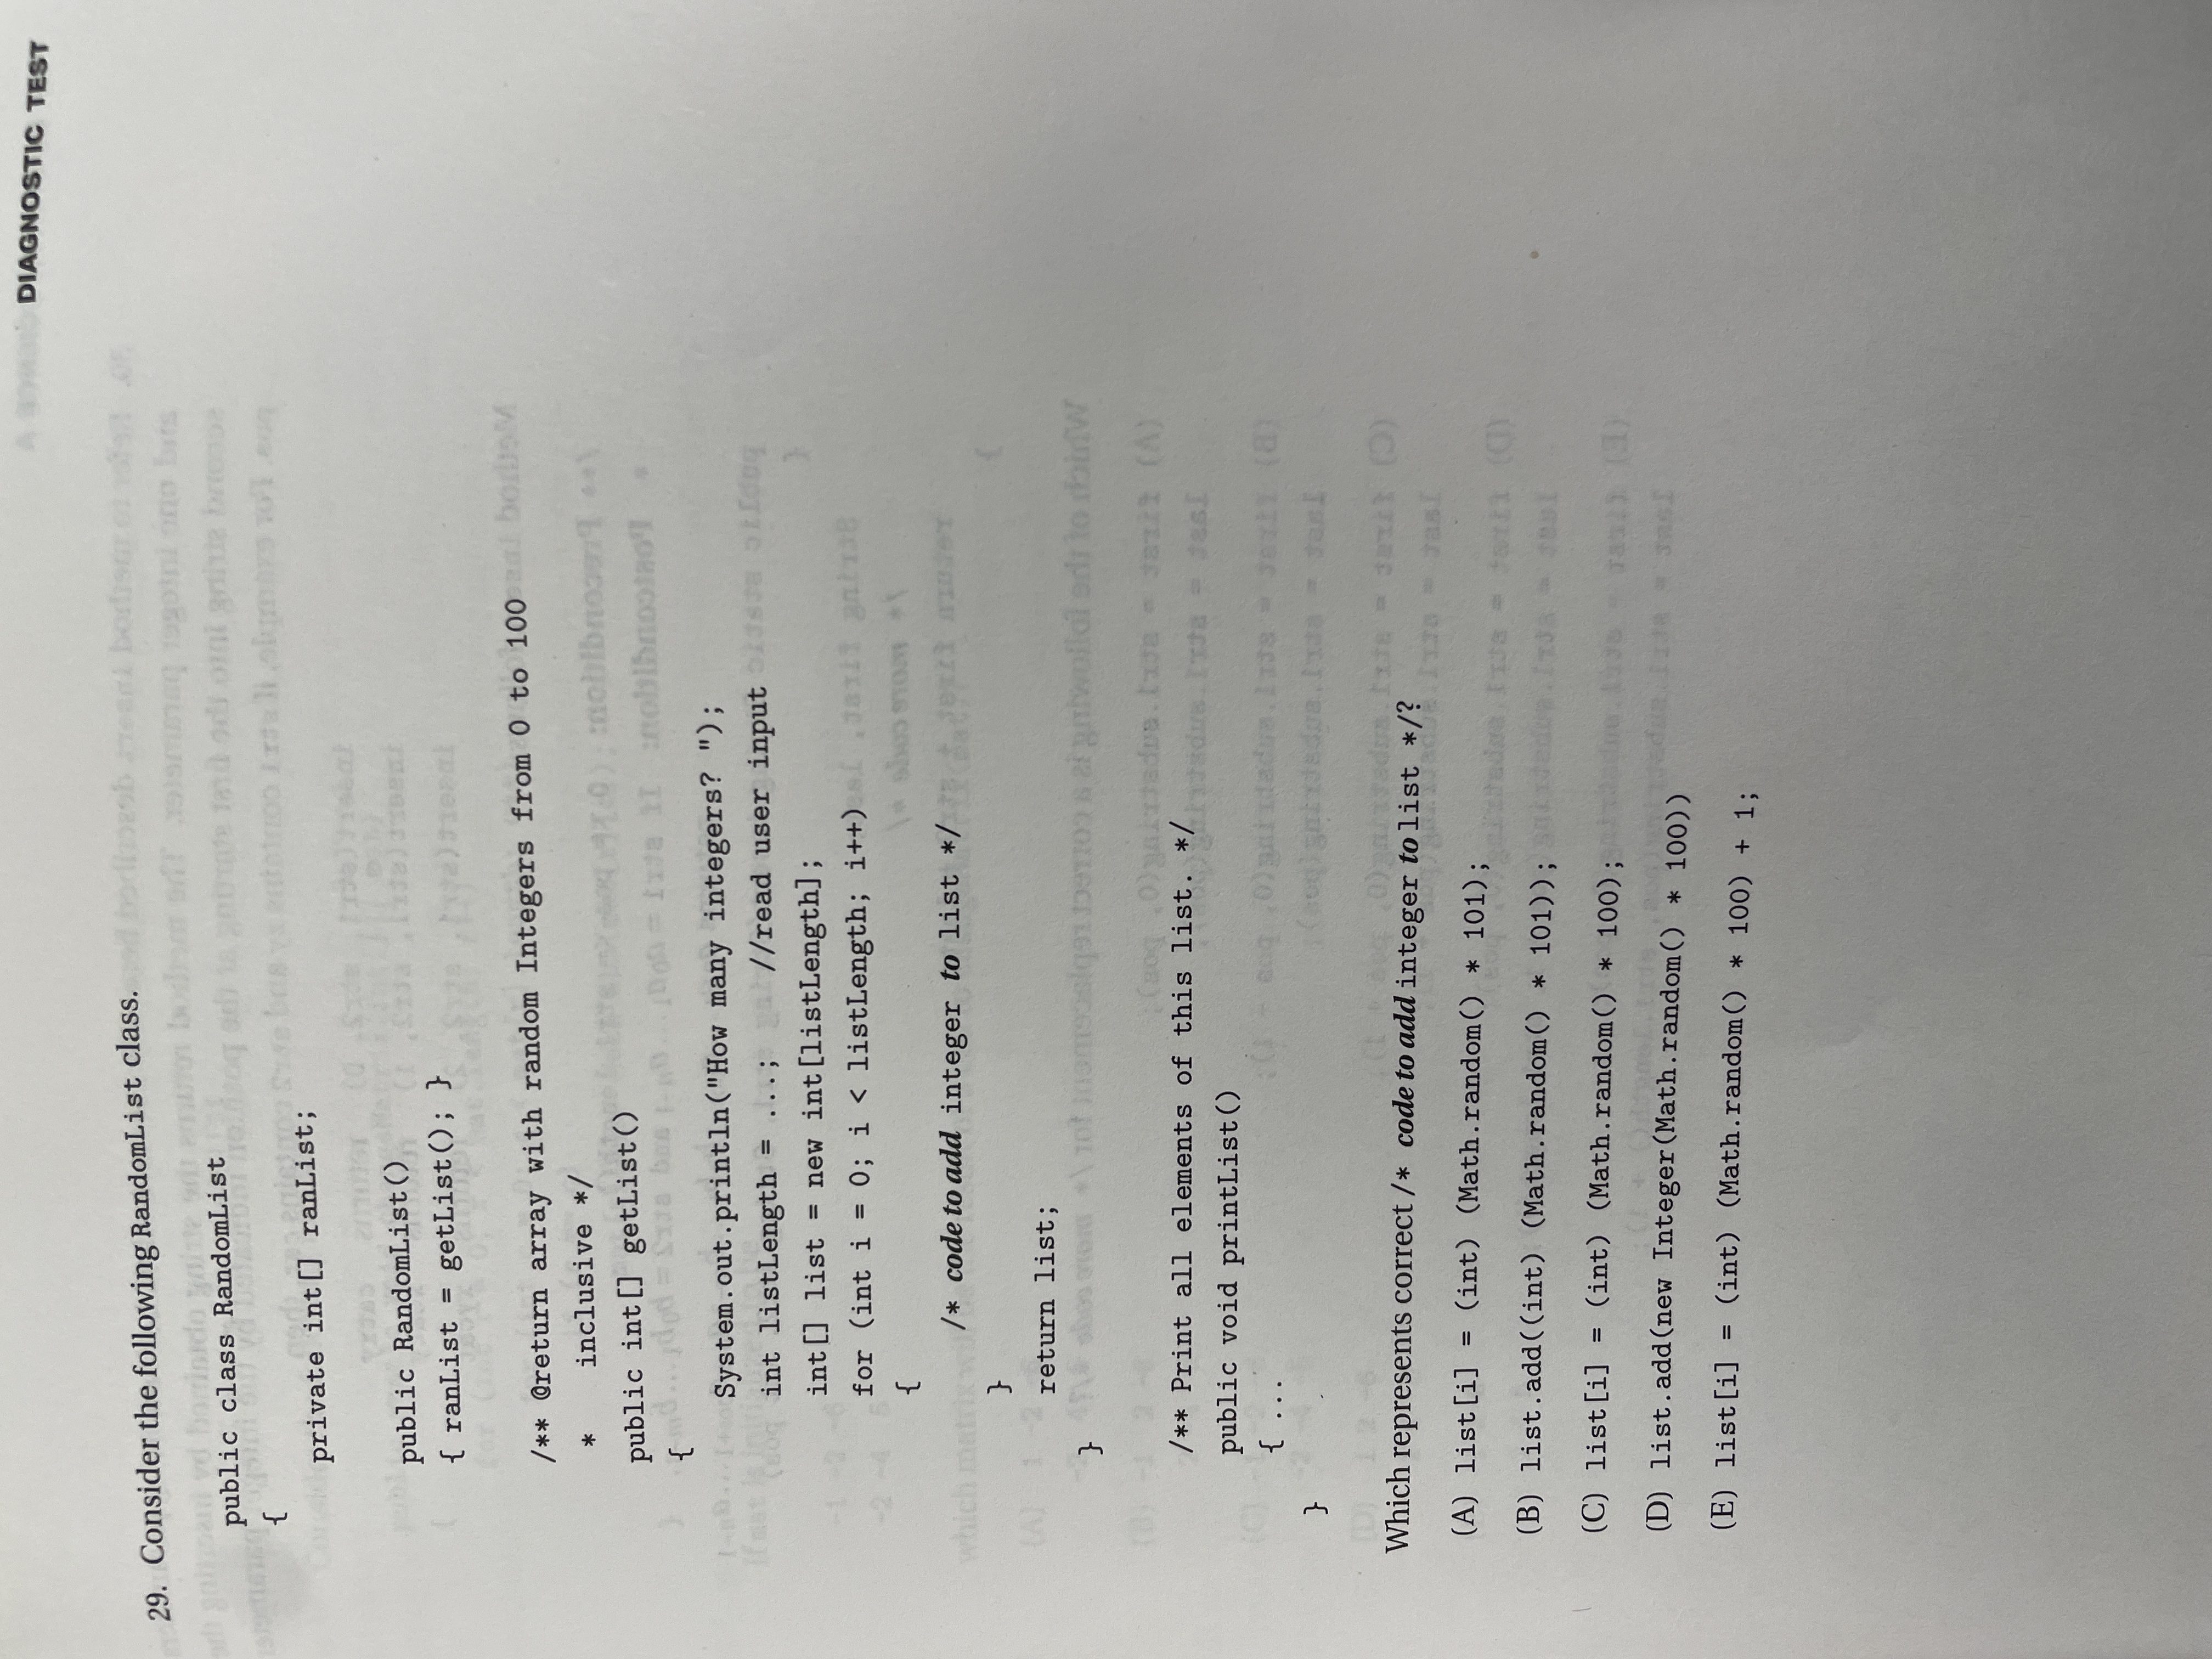 DIAGNOSTIC TEST
29. Consider the following RandomList class.
public class RandomList
{
private int[] ranList;
public RandomList()
{ ranList = getList(); }
/** @return array with random Integers from 0 to 100
* inclusive */
public int[] getList()
{
System.out.println("How many integers? ");
int listLength = ...; //read user input
int[] list = new int[listLength];
for (int i = 0; i < listLength; i++)
{
/* code to add integer to list */
}
return list;
}
/** Print all elements of this list. */
public void printList()
{ ...
}
Which represents correct /* code to add integer to list */?
(A) list[i] = (int) (Math.random() * 101);
(B) list.add((int) (Math.random() * 101));
(C) list[i] = (int) (Math.random() * 100);
(D) list.add(new Integer(Math.random() * 100))
(E) list[i] = (int) (Math.random() * 100) + 1;